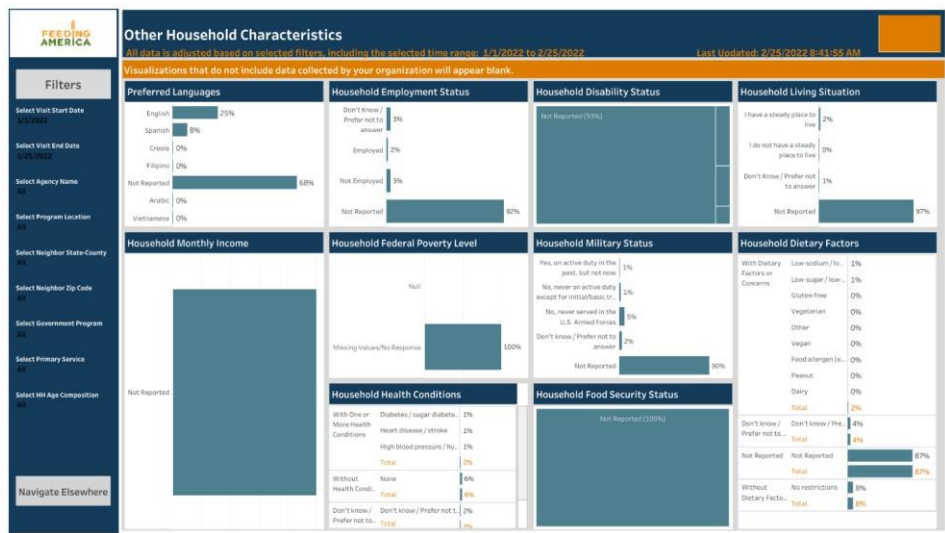 FEEDING
AMERICA
Other Household Characteristics
All data is adjusted based on selected filters, including the selected time range: 1/1/2022 to 2/25/2022
Last Updated: 2/25/2022 8:41:55 AM
Visualizations that do not include data collected by your organization will appear blank.
Filters
Select Visit Start Date
1/1/2022
Select Visit End Date
2/25/2022
Select Agency Name
All
Select Program Location
All
Select Neighbor State-County
All
Select Neighbor Zip Code
All
Select Government Program
All
Select Primary Service
All
Select HH Age Composition
All
Navigate Elsewhere
Preferred Languages
English 25%
Spanish 8%
Creole 0%
Filipino 0%
Not Reported 68%
Arabic 0%
Vietnamese 0%
Household Employment Status
Don't Know /
Prefer not to
answer
3%
Employed 2%
Not Employed 3%
Not Reported 92%
Household Disability Status
Not Reported (93%)
Household Living Situation
I have a steady place to
live
2%
I do not have a steady
place to live
0%
Don't Know / Prefer not
to answer
1%
Not Reported 97%
Household Monthly Income
Not Reported
Household Federal Poverty Level
Null
Missing Values/No Response 100%
Household Military Status
Yes, on active duty in the
past, but not now
1%
No, never on active duty
except for initial/basic tr...
1%
No, never served in the
U.S. Armed Forces
5%
Don't know / Prefer not to
answer
2%
Not Reported 90%
Household Dietary Factors
With Dietary
Factors or
Concerns
Low-sodium / lo.. 1%
Low-sugar / low-... 1%
Gluten-free 0%
Vegetarian 0%
Other 0%
Vegan 0%
Food allergen (e... 0%
Peanut 0%
Dairy 0%
Total 2%
Don't know /
Prefer not to ...
Don't know / Pre... 4%
Total 4%
Not Reported Not Reported 87%
Total 87%
Without
Dietary Facto..
No restrictions 8%
Total 8%
Household Health Conditions
With One or
More Health
Conditions
Diabetes / sugar diabete.. 1%
Heart disease / stroke 1%
High blood pressure / hy.. 1%
Total 2%
Without
Health Condi..
None 6%
Total 6%
Don't know /
Prefer not to..
Don't know / Prefer not t.. 2%
Total 2%
Household Food Security Status
Not Reported (100%)